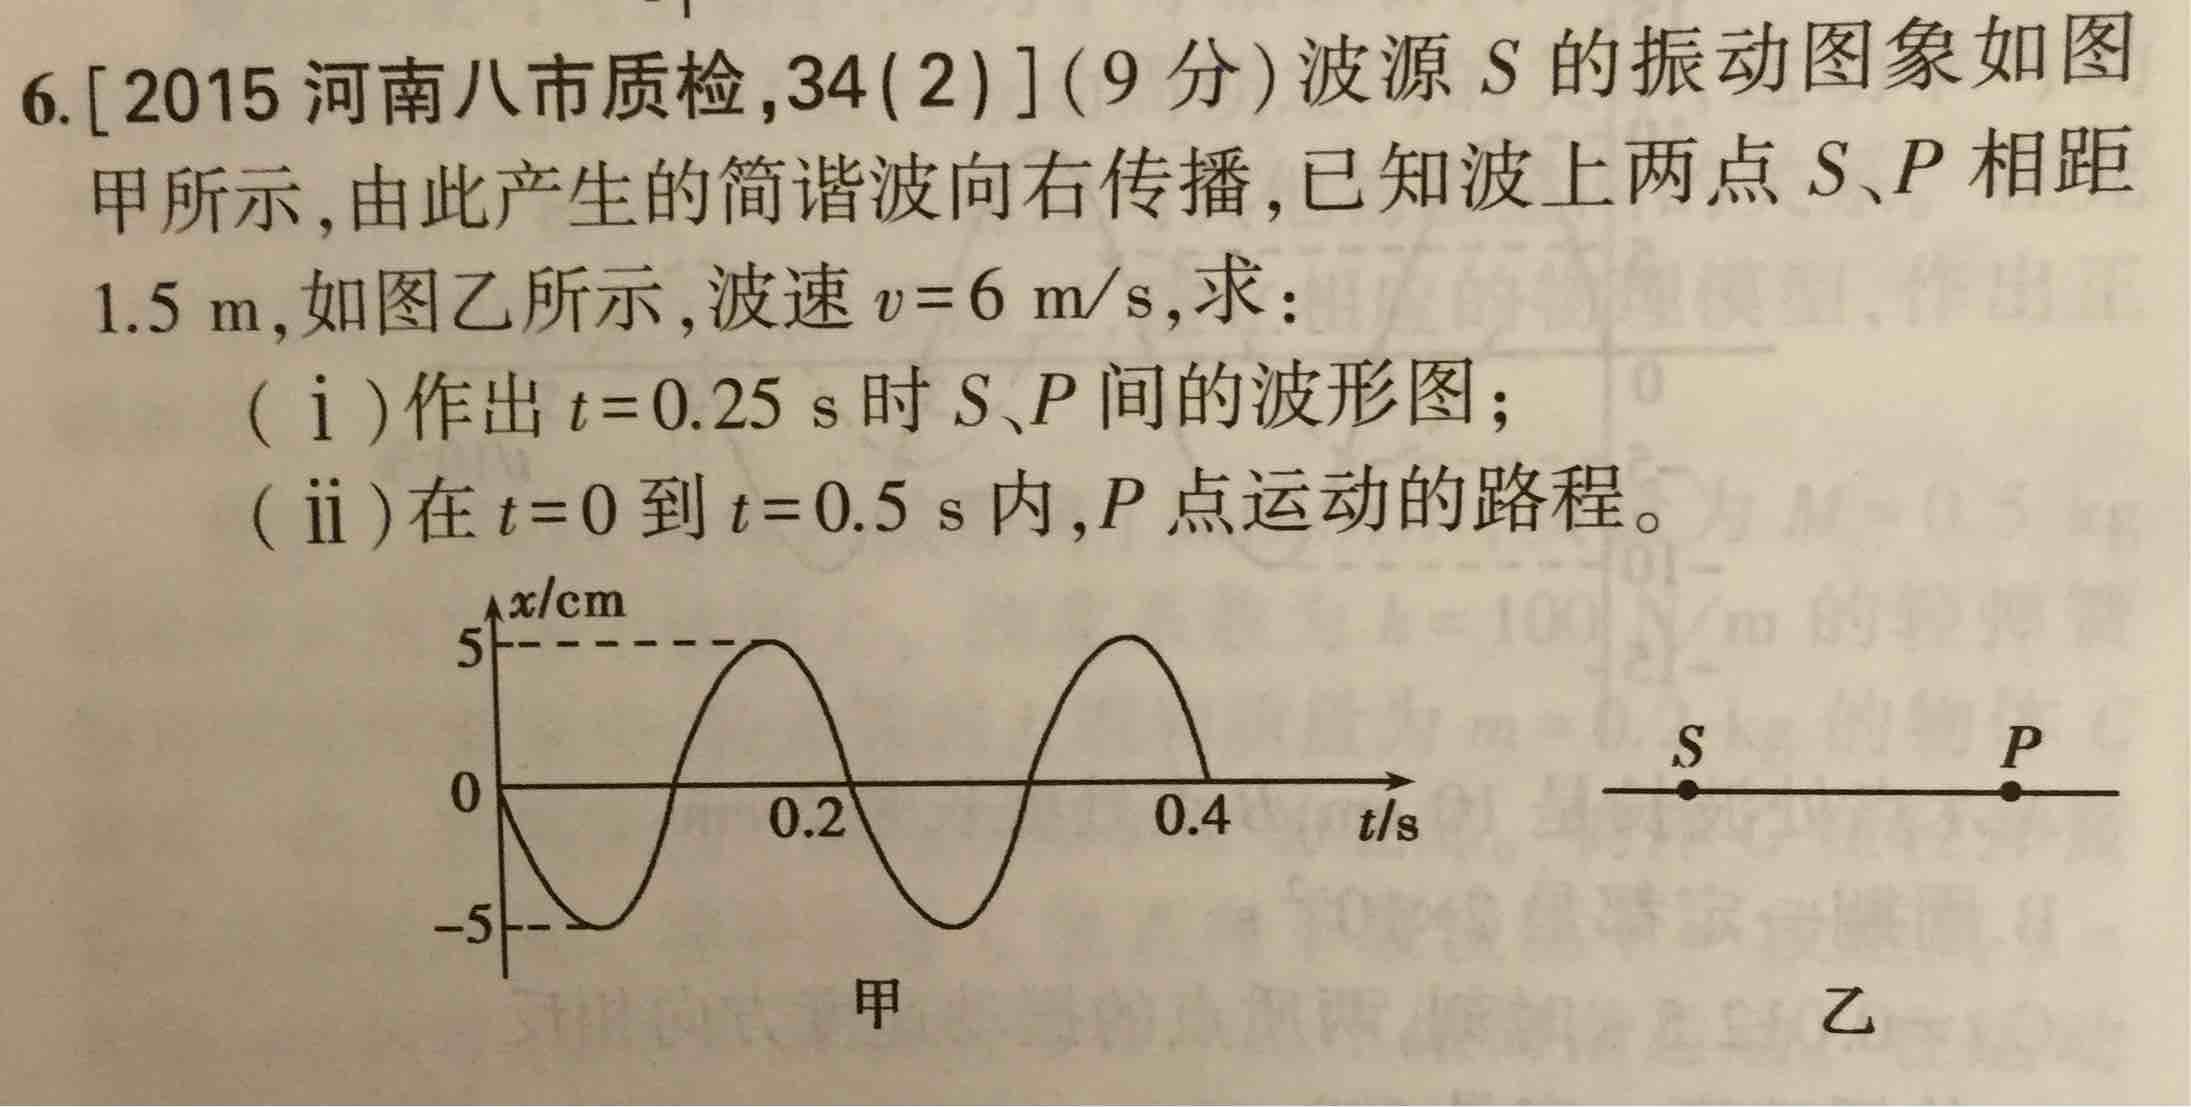 6.[2015 河南八市质检,34(2)](9 分)波源 S 的振动图象如图
甲所示,由此产生的简谐波向右传播,已知波上两点 S、P 相距
1.5 m,如图乙所示,波速 v=6 m/s,求:
(ⅰ)作出 t=0.25 s 时 S、P 间的波形图;
(ⅱ)在 t=0 到 t=0.5 s 内,P 点运动的路程。
x/cm
5
0
-5
0.2
0.4
t/s
甲
S
P
乙